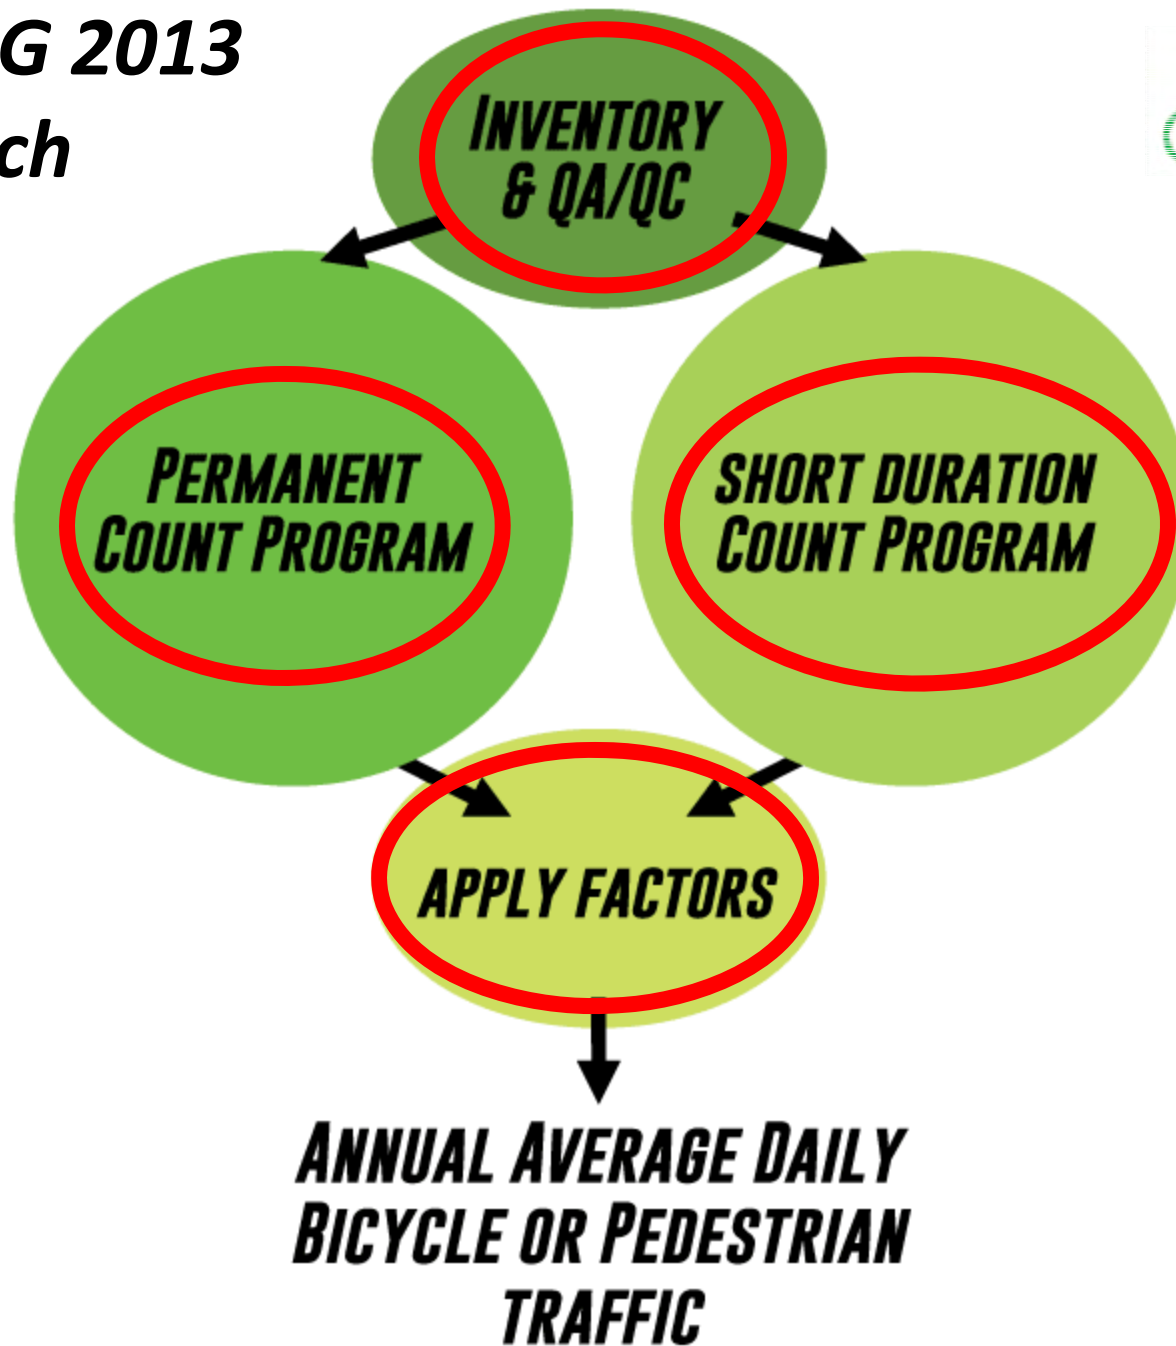 G 2013
ch
INVENTORY
& QA/QC
PERMANENT
COUNT PROGRAM
SHORT DURATION
COUNT PROGRAM
APPLY FACTORS
ANNUAL AVERAGE DAILY
BICYCLE OR PEDESTRIAN
TRAFFIC